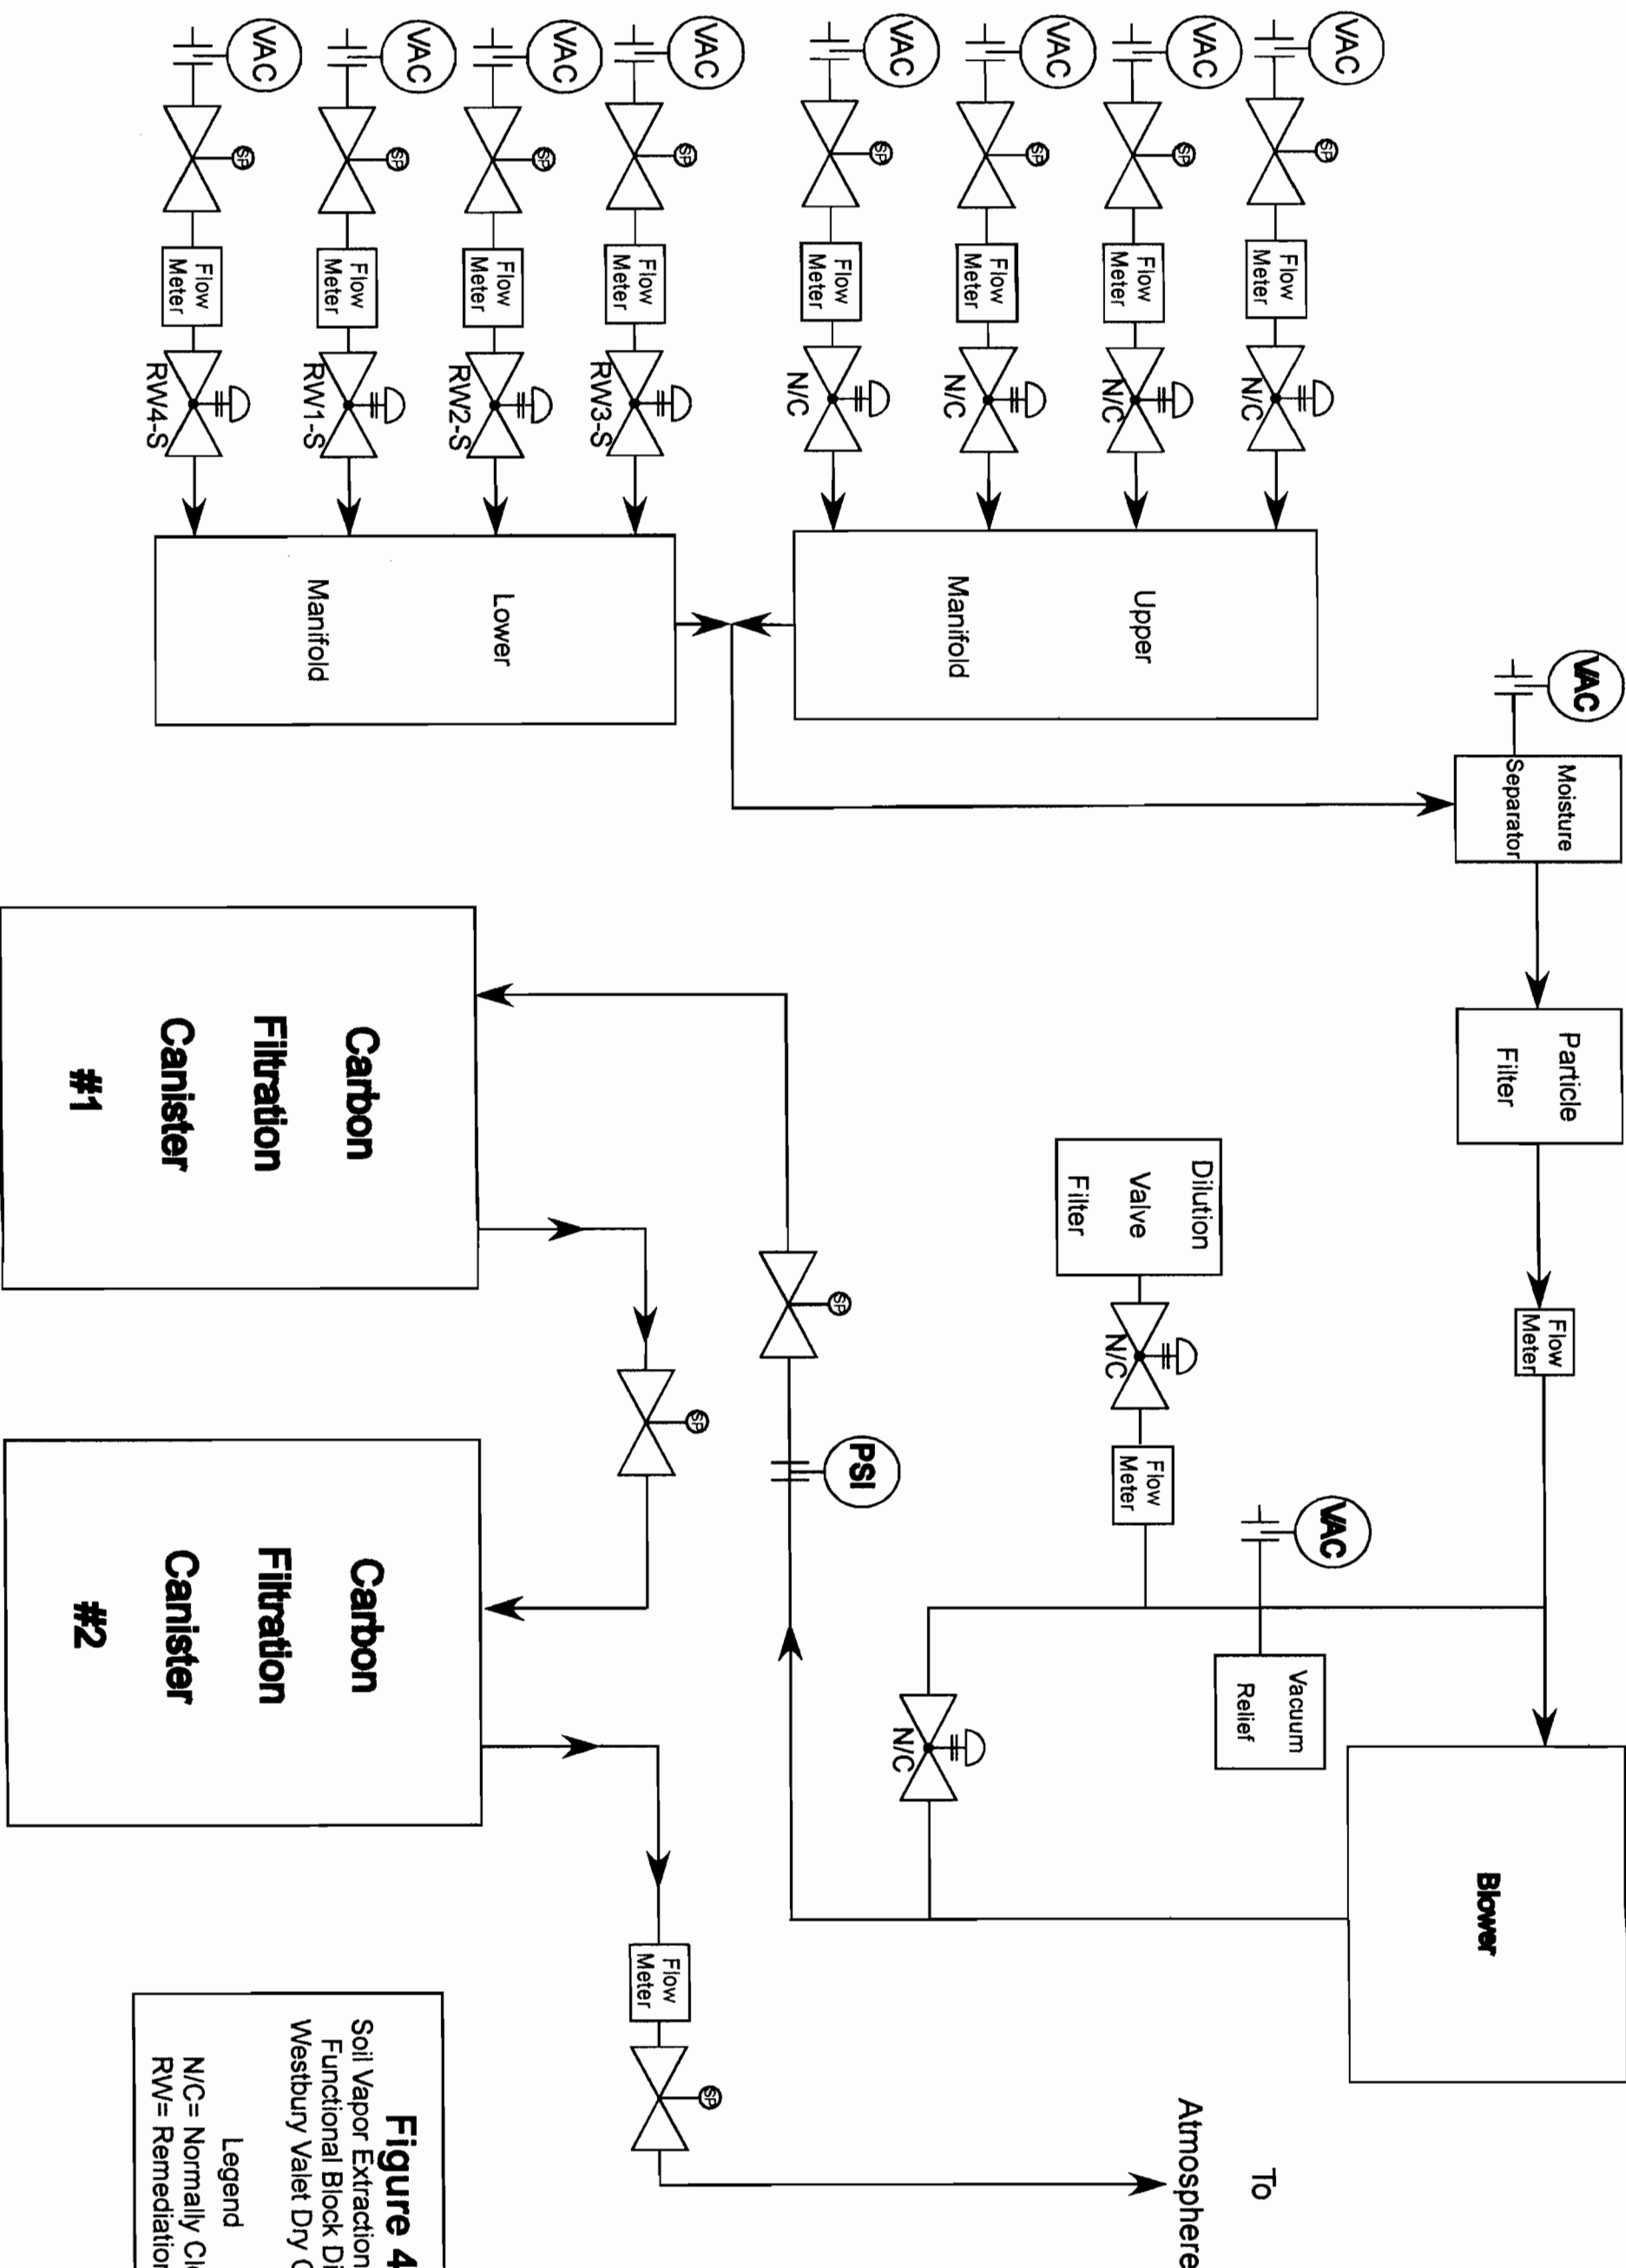 VAC
Moisture
Separator
Particle
Filter
Flow
Meter
Blower
VAC
SP
Flow
Meter
N/C
VAC
SP
Flow
Meter
N/C
VAC
SP
Flow
Meter
N/C
VAC
SP
Flow
Meter
N/C
Upper
Manifold
Dilution
Valve
Filter
N/C
Flow
Meter
VAC
Vacuum
Relief
N/C
To
Atmosphere
VAC
SP
Flow
Meter
RW3-S
VAC
SP
Flow
Meter
RW2-S
VAC
SP
Flow
Meter
RW1-S
VAC
SP
Flow
Meter
RW4-S
Lower
Manifold
SP
PSI
SP
Flow
Meter
SP
Carbon
Filtration
Canister
#1
Carbon
Filtration
Canister
#2
Figure 4
Soil Vapor Extraction
Functional Block Di
Westbury Valet Dry C
Legend
N/C= Normally Cl
RW= Remediation